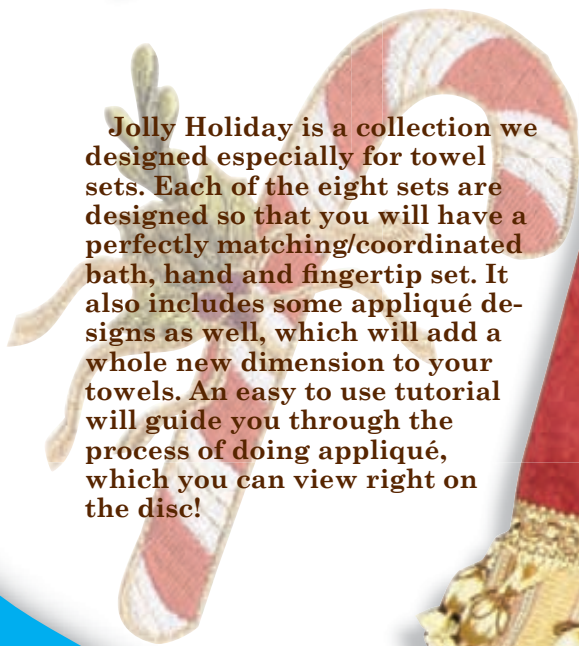 Jolly Holiday is a collection we
designed especially for towel
sets. Each of the eight sets are
designed so that you will have a
perfectly matching/coordinated
bath, hand and fingertip set. It
also includes some appliqué de-
signs as well, which will add a
whole new dimension to your
towels. An easy to use tutorial
will guide you through the
process of doing appliqué,
which you can view right on
the disc!